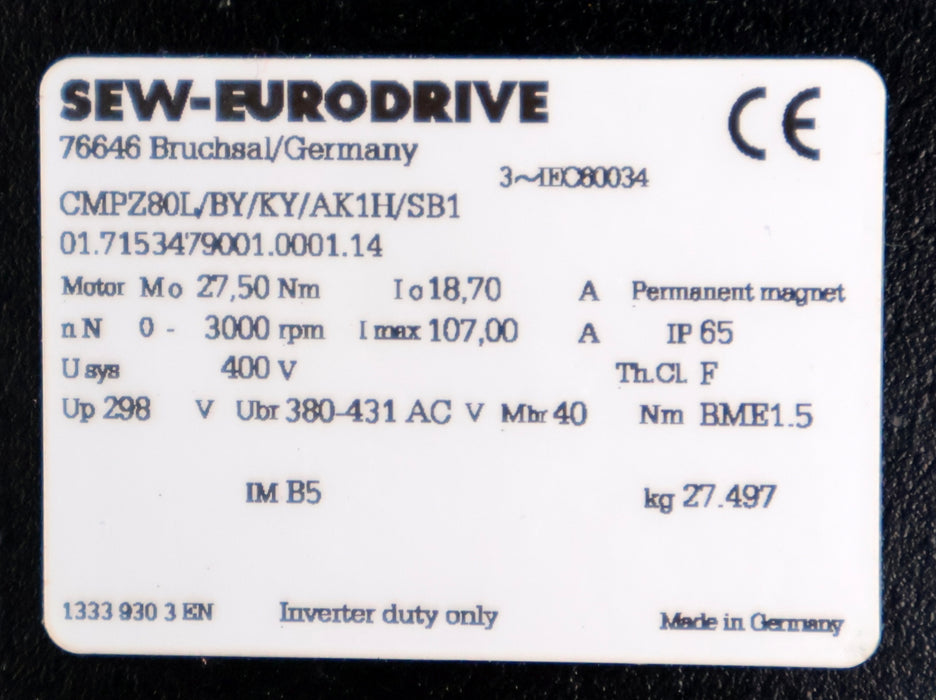 SEW-EURODRIVE
CE
76646 Bruchsal/Germany
3~IEC60034
CMPZ80L/BY/KY/AK1H/SB1
01.7153479001.0001.14
Motor Mo 27,50 Nm Io 18,70 A Permanent magnet
nN 0 - 3000 rpm Imax 107,00 A IP 65
Usys 400 V Th.Cl. F
Up 298 V Ubr 380-431 AC V Mbr 40 Nm BME1.5
IM B5 kg 27.497
1333 930 3 EN Inverter duty only Made in Germany